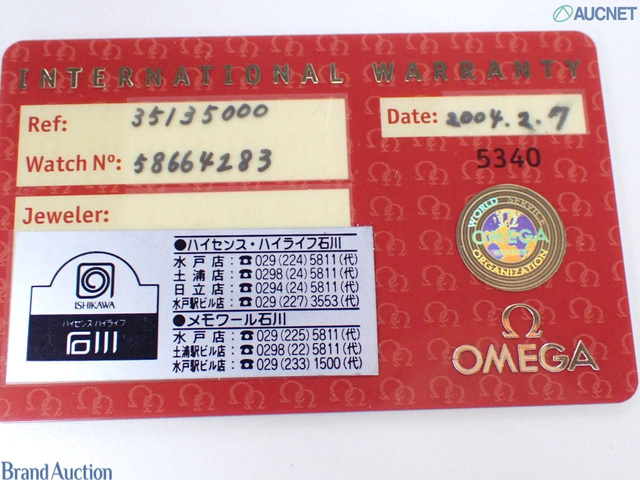 AUCNET
INTERNATIONAL WARRANTY
Ref: 35135000
Date: 2004.2.7
Watch Nº: 58664283
5340
Jeweler:
WORLD SERVICE
OMEGA
ORGANIZATION
ISHIKAWA
ハイセンス ハイライフ
石川
●ハイセンス・ハイライフ石川
水戸店:☎029(224)5811(代)
土浦店:☎0298(24)5811(代)
日立店:☎0294(24)5811(代)
水戸駅ビル店:☎029(227)3553(代)
●メモワール石川
水戸店:☎029(225)5811(代)
土浦駅ビル店:☎0298(22)5811(代)
水戸駅ビル店:☎029(233)1500(代)
Ω
OMEGA
Brand Auction